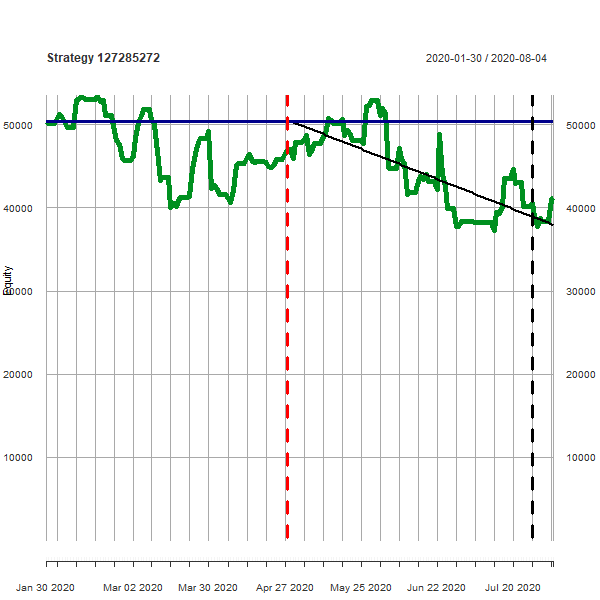 Strategy 127285272
2020-01-30 / 2020-08-04
50000
50000
40000
40000
30000
30000
20000
20000
10000
10000
Equity
Jan 30 2020
Mar 02 2020
Mar 30 2020
Apr 27 2020
May 25 2020
Jun 22 2020
Jul 20 2020